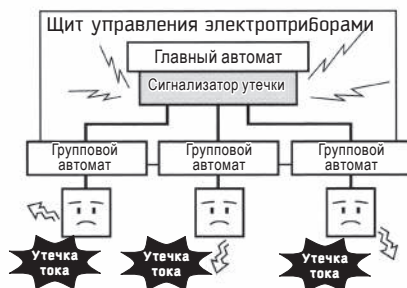 Щит управления электроприборами
Главный автомат
Сигнализатор утечки
Групповой
автомат
Групповой
автомат
Групповой
автомат
Утечка
тока
Утечка
тока
Утечка
тока